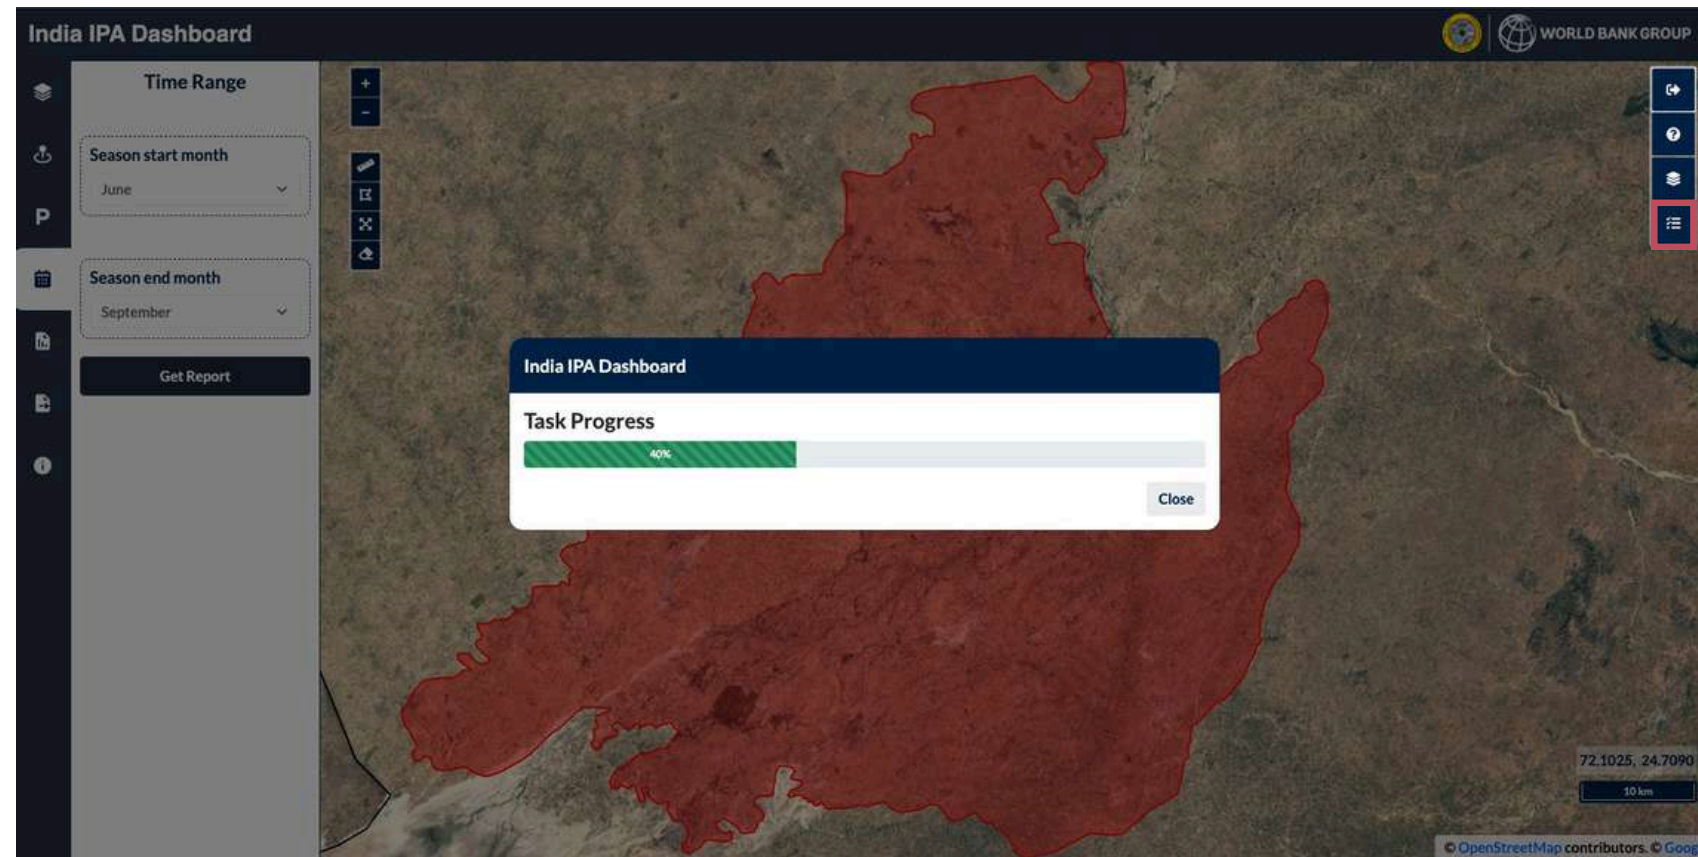 India IPA Dashboard
WORLD BANK GROUP
Time Range
Season start month
June
P
Season end month
September
Get Report
+
-
India IPA Dashboard
Task Progress
40%
Close
72.1025, 24.7090
10 km
© OpenStreetMap contributors. © Goog